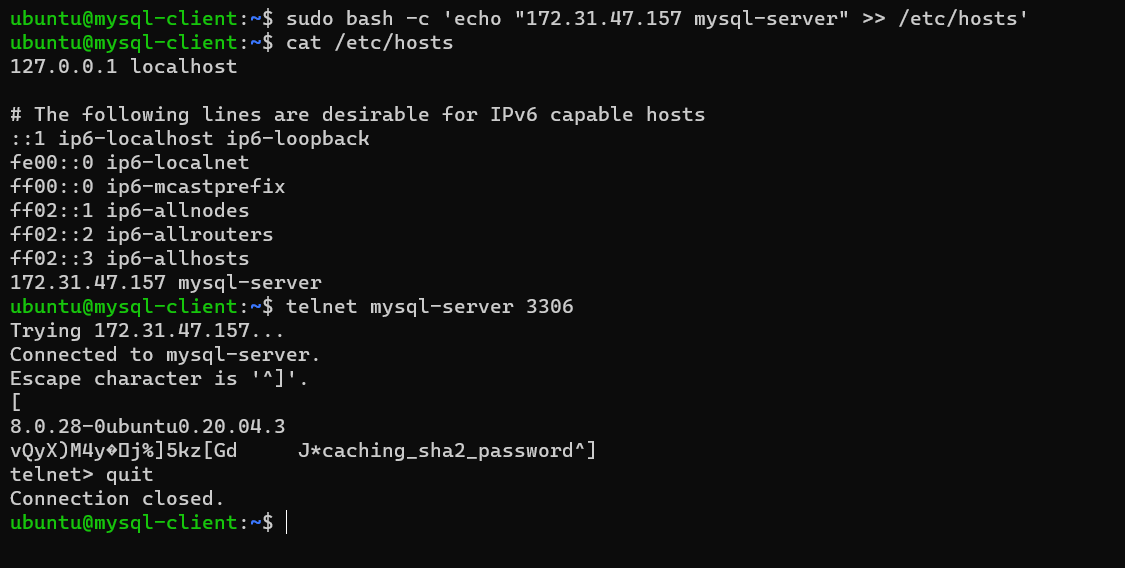 ubuntu@mysql-client:~$ sudo bash -c 'echo "172.31.47.157 mysql-server" >> /etc/hosts'
ubuntu@mysql-client:~$ cat /etc/hosts
127.0.0.1 localhost

# The following lines are desirable for IPv6 capable hosts
::1 ip6-localhost ip6-loopback
fe00::0 ip6-localnet
ff00::0 ip6-mcastprefix
ff02::1 ip6-allnodes
ff02::2 ip6-allrouters
ff02::3 ip6-allhosts
172.31.47.157 mysql-server
ubuntu@mysql-client:~$ telnet mysql-server 3306
Trying 172.31.47.157...
Connected to mysql-server.
Escape character is '^]'.
[
8.0.28-0ubuntu0.20.04.3
vQyX)M4y�▯j%]5kz[Gd     J*caching_sha2_password^]
telnet> quit
Connection closed.
ubuntu@mysql-client:~$